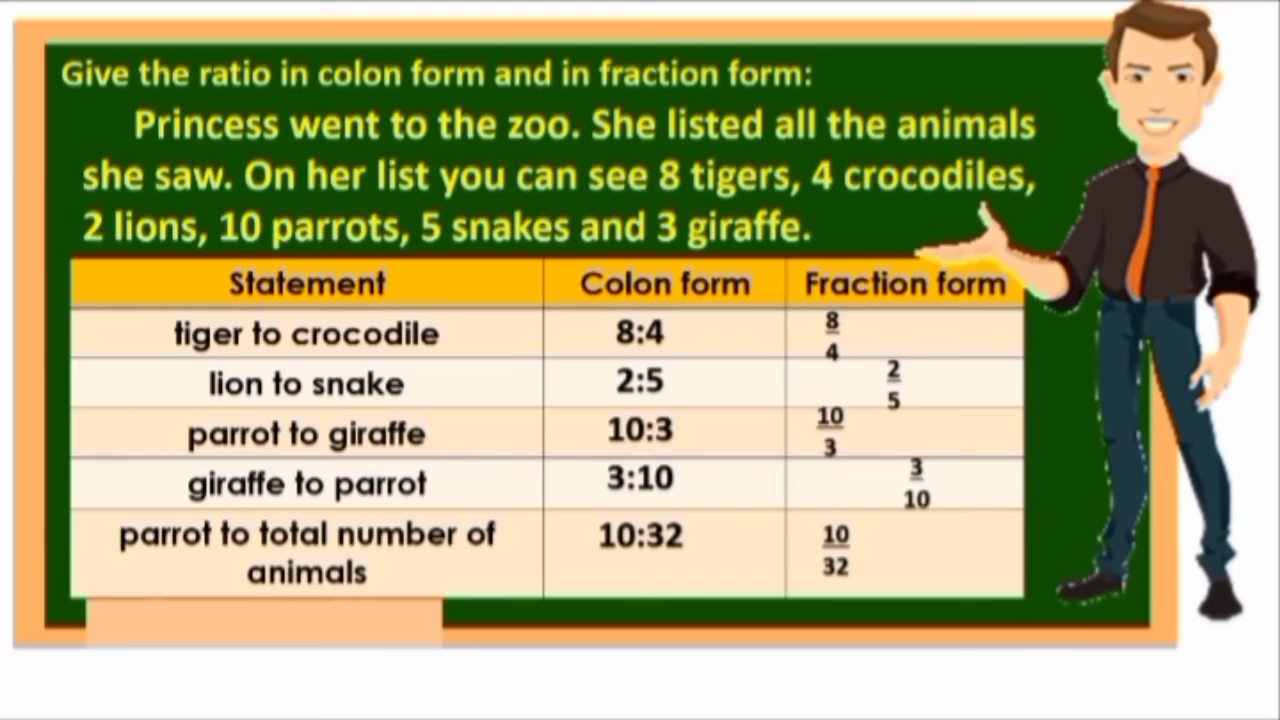 Give the ratio in colon form and in fraction form:
Princess went to the zoo. She listed all the animals
she saw. On her list you can see 8 tigers, 4 crocodiles,
2 lions, 10 parrots, 5 snakes and 3 giraffe.
Statement Colon form Fraction form
tiger to crocodile 8:4 8/4
lion to snake 2:5 2/5
parrot to giraffe 10:3 10/3
giraffe to parrot 3:10 3/10
parrot to total number of 10:32 10/32
animals